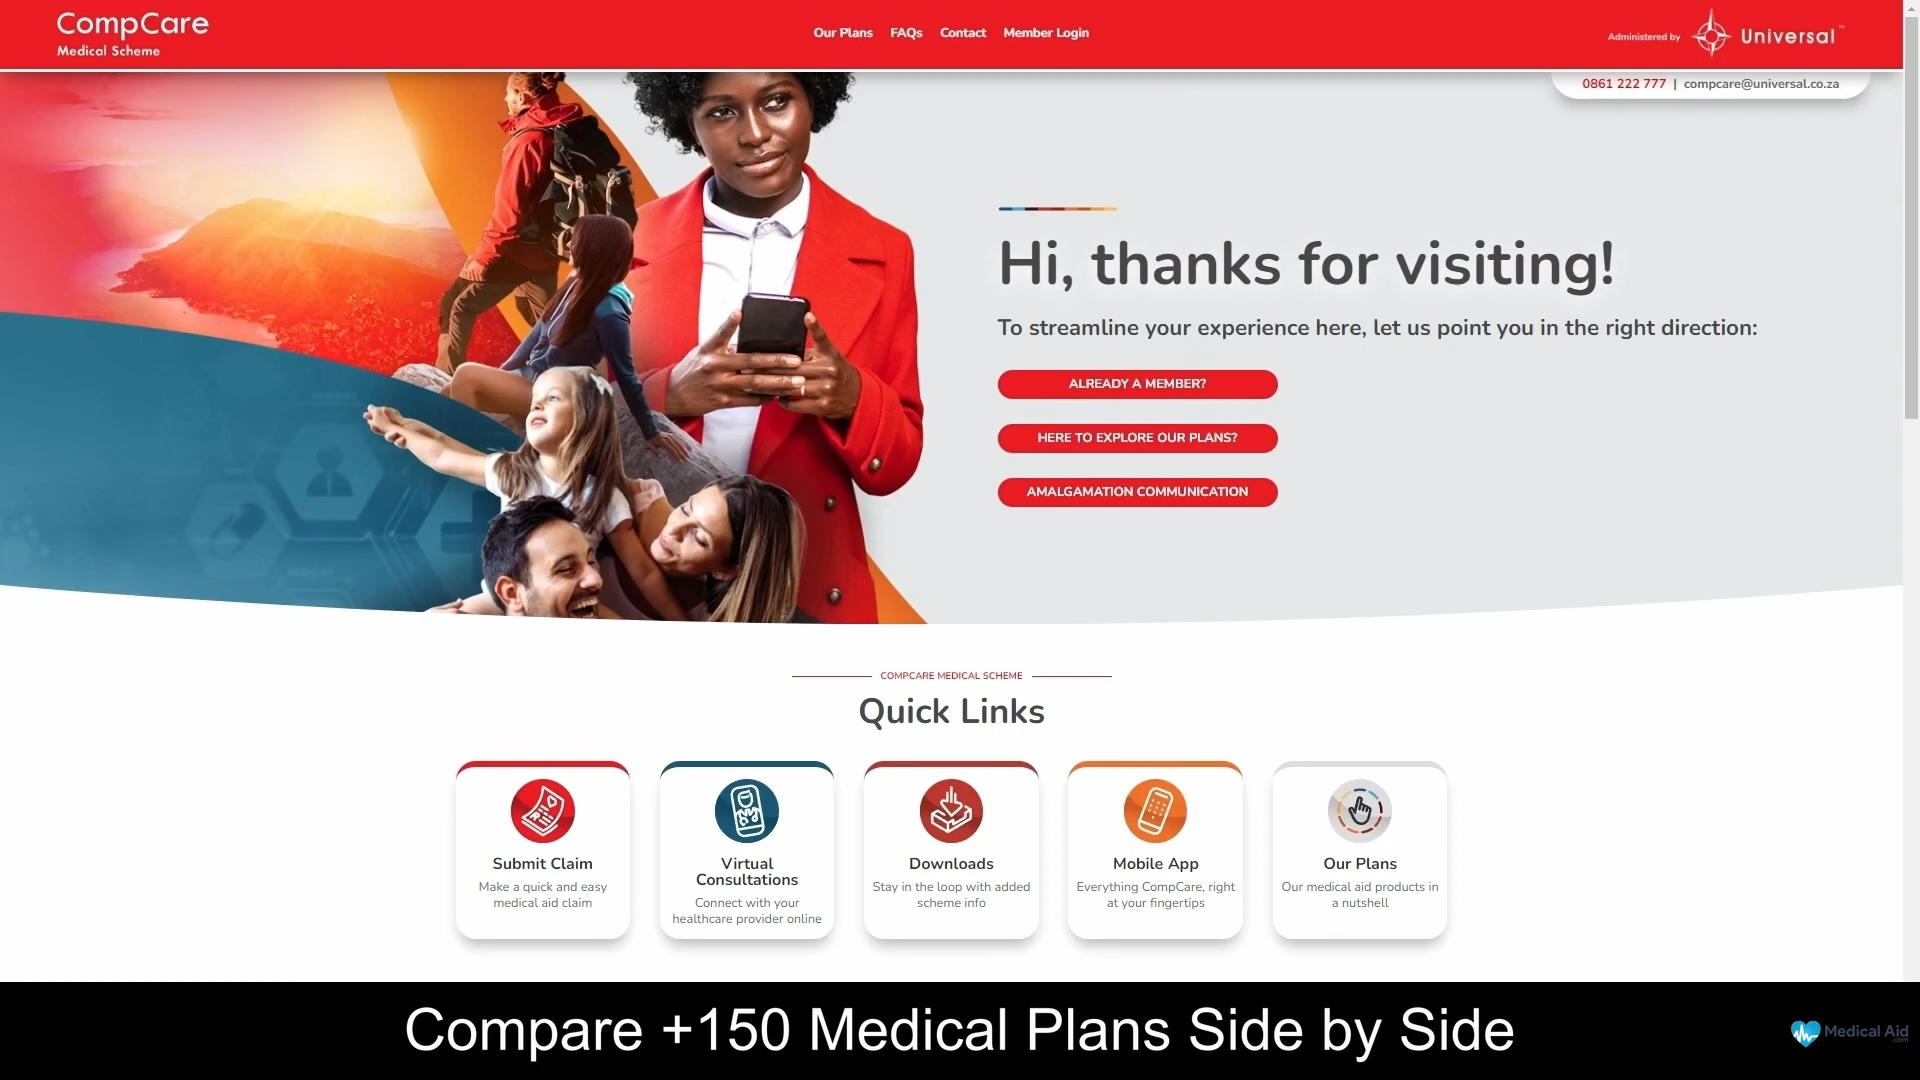 CompCare
Medical Scheme
Our Plans FAQs Contact Member Login
Administered by Universal™
0861 222 777 | compcare@universal.co.za
Hi, thanks for visiting!
To streamline your experience here, let us point you in the right direction:
ALREADY A MEMBER?
HERE TO EXPLORE OUR PLANS?
AMALGAMATION COMMUNICATION
COMPCARE MEDICAL SCHEME
Quick Links
Submit Claim
Make a quick and easy
medical aid claim
Virtual
Consultations
Connect with your
healthcare provider online
Downloads
Stay in the loop with added
scheme info
Mobile App
Everything CompCare, right
at your fingertips
Our Plans
Our medical aid products in
a nutshell
Compare +150 Medical Plans Side by Side
Medical Aid
.com